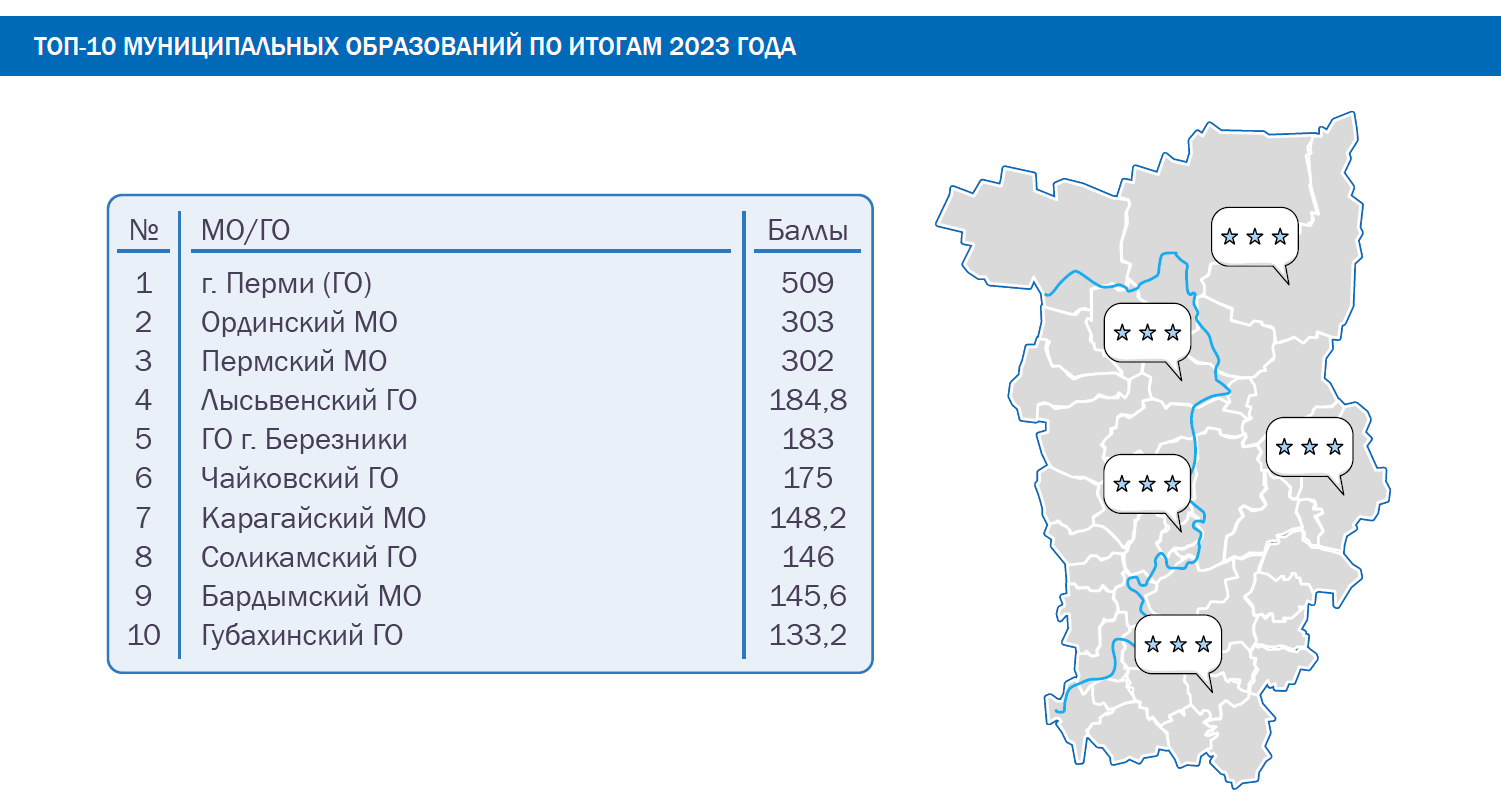 ТОП-10 МУНИЦИПАЛЬНЫХ ОБРАЗОВАНИЙ ПО ИТОГАМ 2023 ГОДА
№ МО/ГО Баллы
1 г. Перми (ГО) 509
2 Ординский МО 303
3 Пермский МО 302
4 Лысьвенский ГО 184,8
5 ГО г. Березники 183
6 Чайковский ГО 175
7 Карагайский МО 148,2
8 Соликамский ГО 146
9 Бардымский МО 145,6
10 Губахинский ГО 133,2